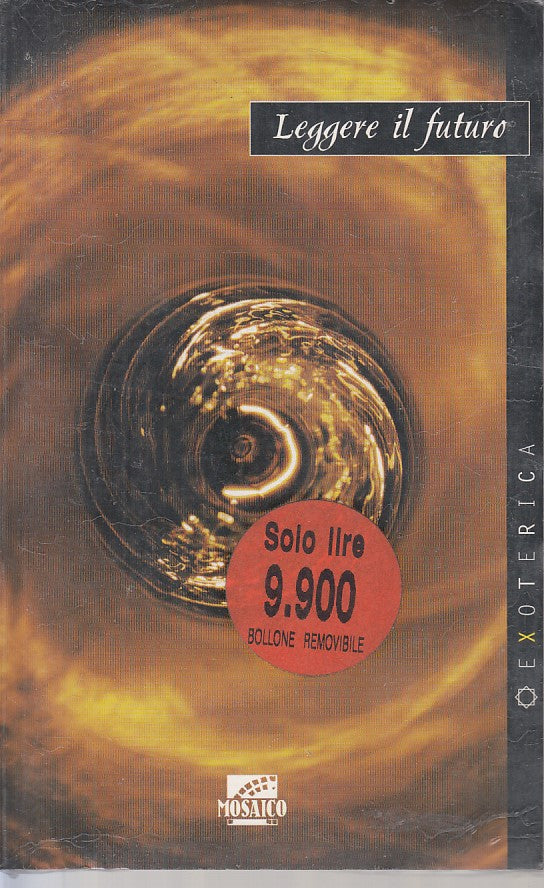 Leggere il futuro
EXOTERICA
Solo lire
9.900
BOLLONE REMOVIBILE
MOSAICO